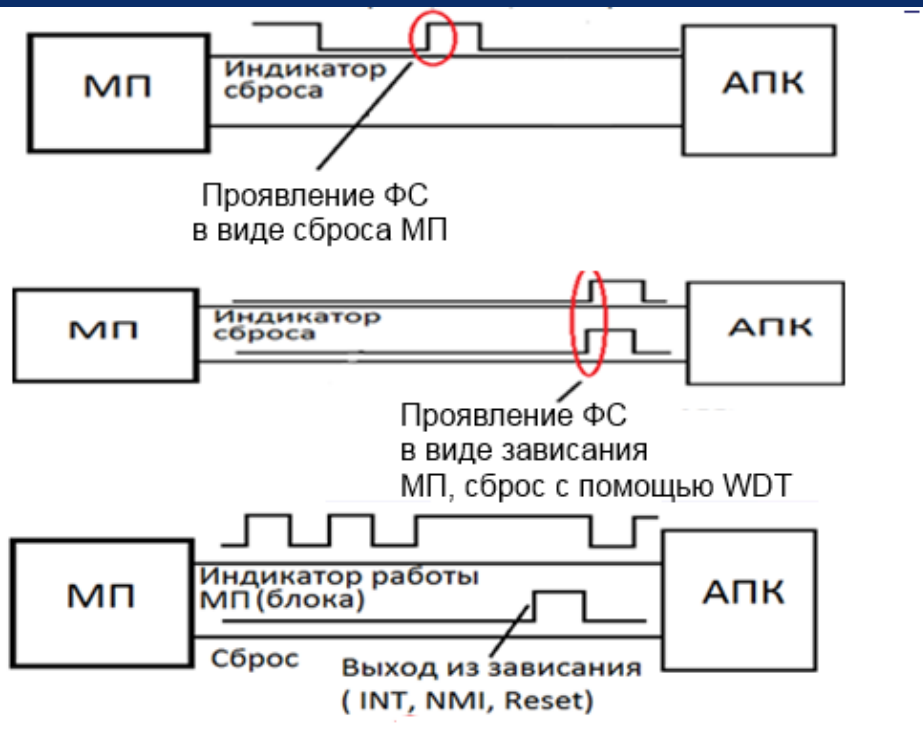 МП
Индикатор
сброса
АПК
Проявление ФС
в виде сброса МП
МП
Индикатор
сброса
АПК
Проявление ФС
в виде зависания
МП, сброс с помощью WDT
МП
Индикатор работы
МП (блока)
АПК
Сброс
Выход из зависания
( INT, NMI, Reset)